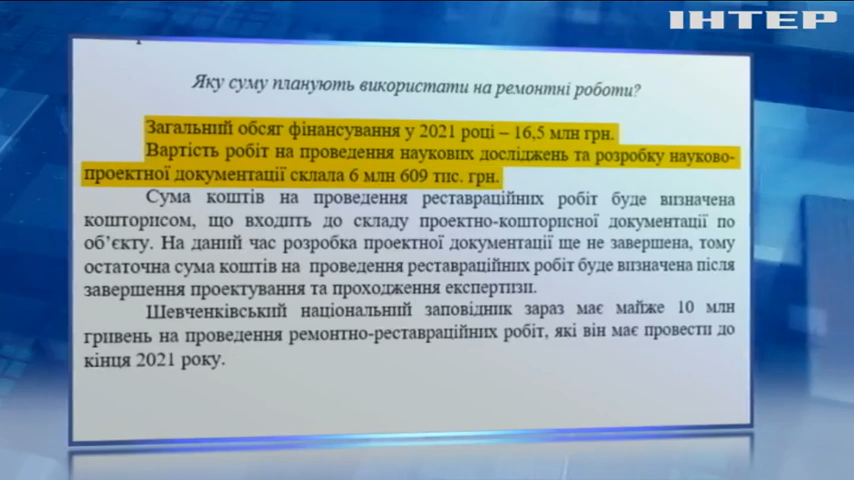 ІНТЕР
Яку суму планують використати на ремонтні роботи?
Загальний обсяг фінансування у 2021 році – 16,5 млн грн.
Вартість робіт на проведення наукових досліджень та розробку науково-
проектної документації склала 6 млн 609 тис. грн.
Сума коштів на проведення реставраційних робіт буде визначена
кошторисом, що входить до складу проектно-кошторисної документації по
об’єкту. На даний час розробка проектної документації ще не завершена, тому
остаточна сума коштів на проведення реставраційних робіт буде визначена після
завершення проектування та проходження експертизи.
Шевченківський національний заповідник зараз має майже 10 млн
гривень на проведення ремонтно-реставраційних робіт, які він має провести до
кінця 2021 року.